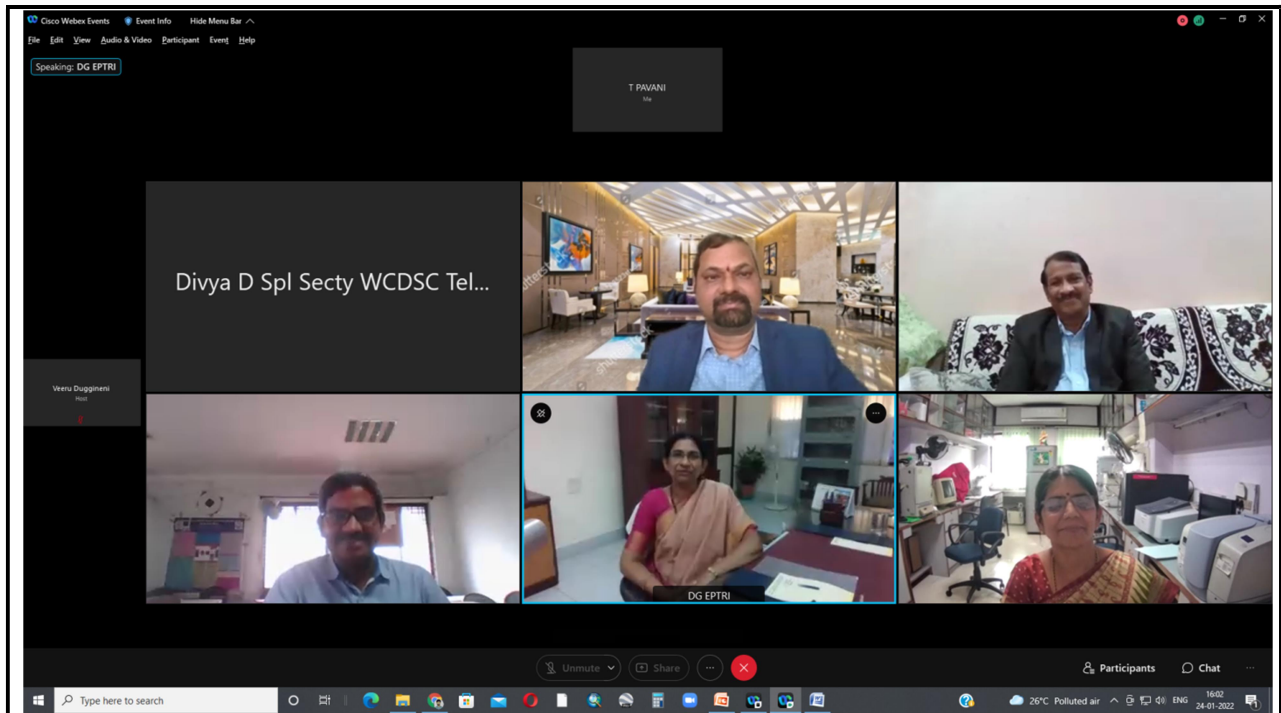 Cisco Webex Events Event Info Hide Menu Bar
File Edit View Audio & Video Participant Event Help
Speaking: DG EPTRI
T PAVANI
Me
Divya D Spl Secty WCDSC Tel...
Veeru Duggineni
Host
DG EPTRI
Unmute Share Participants Chat
Type here to search
26°C Polluted air ENG
16:02
24-01-2022